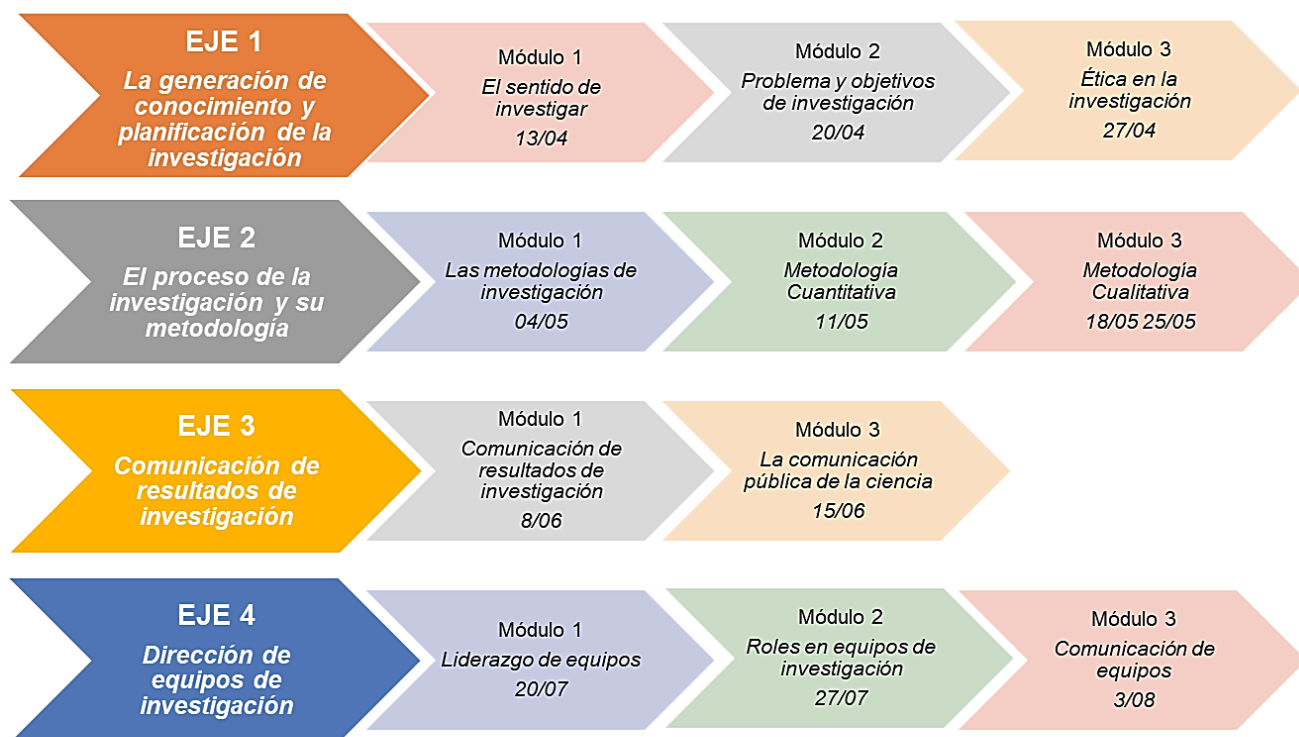 EJE 1
La generación de
conocimiento y
planificación de la
investigación
Módulo 1
El sentido de
investigar
13/04
Módulo 2
Problema y objetivos
de investigación
20/04
Módulo 3
Ética en la
investigación
27/04
EJE 2
El proceso de la
investigación y su
metodología
Módulo 1
Las metodologías de
investigación
04/05
Módulo 2
Metodología
Cuantitativa
11/05
Módulo 3
Metodología
Cualitativa
18/05 25/05
EJE 3
Comunicación de
resultados de
investigación
Módulo 1
Comunicación de
resultados de
investigación
8/06
Módulo 3
La comunicación
pública de la ciencia
15/06
EJE 4
Dirección de
equipos de
investigación
Módulo 1
Liderazgo de equipos
20/07
Módulo 2
Roles en equipos de
investigación
27/07
Módulo 3
Comunicación de
equipos
3/08